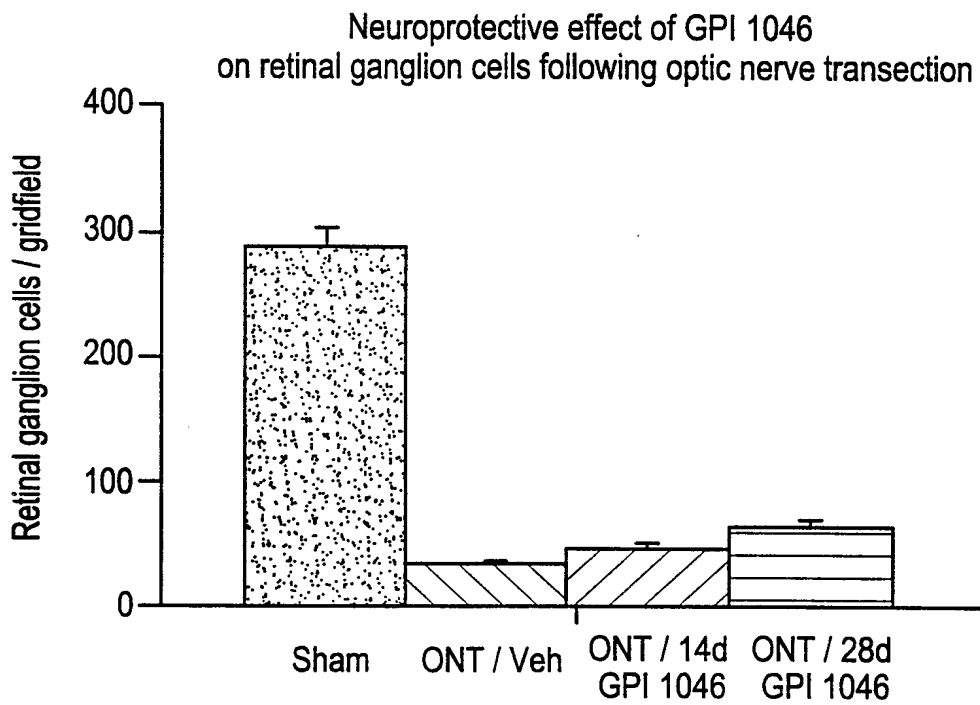 Neuroprotective effect of GPI 1046
on retinal ganglion cells following optic nerve transection
Retinal ganglion cells / gridfield
400
300
200
100
0
Sham
ONT / Veh
ONT / 14d
GPI 1046
ONT / 28d
GPI 1046